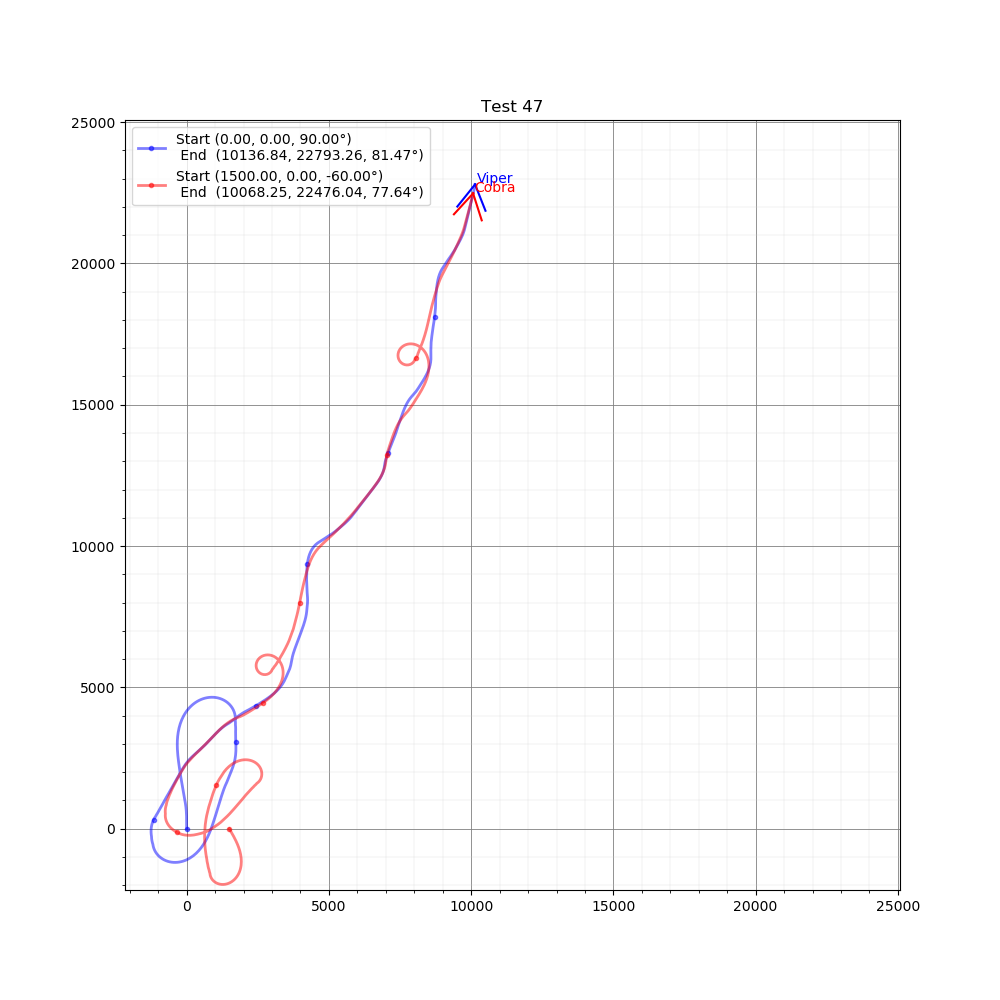 Test 47
Start (0.00, 0.00, 90.00°)
End (10136.84, 22793.26, 81.47°)
Start (1500.00, 0.00, -60.00°)
End (10068.25, 22476.04, 77.64°)
Viper
Cobra
25000
20000
15000
10000
5000
0
0
5000
10000
15000
20000
25000